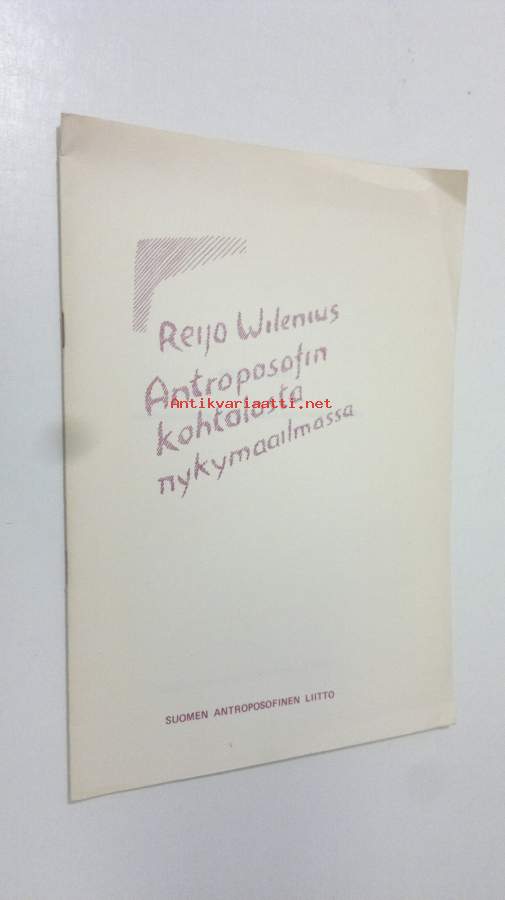 Reijo Wilenius
Antroposofin
Antikvariaatti.net
kohtalosta
nykymaailmassa
SUOMEN ANTROPOSOFINEN LIITTO